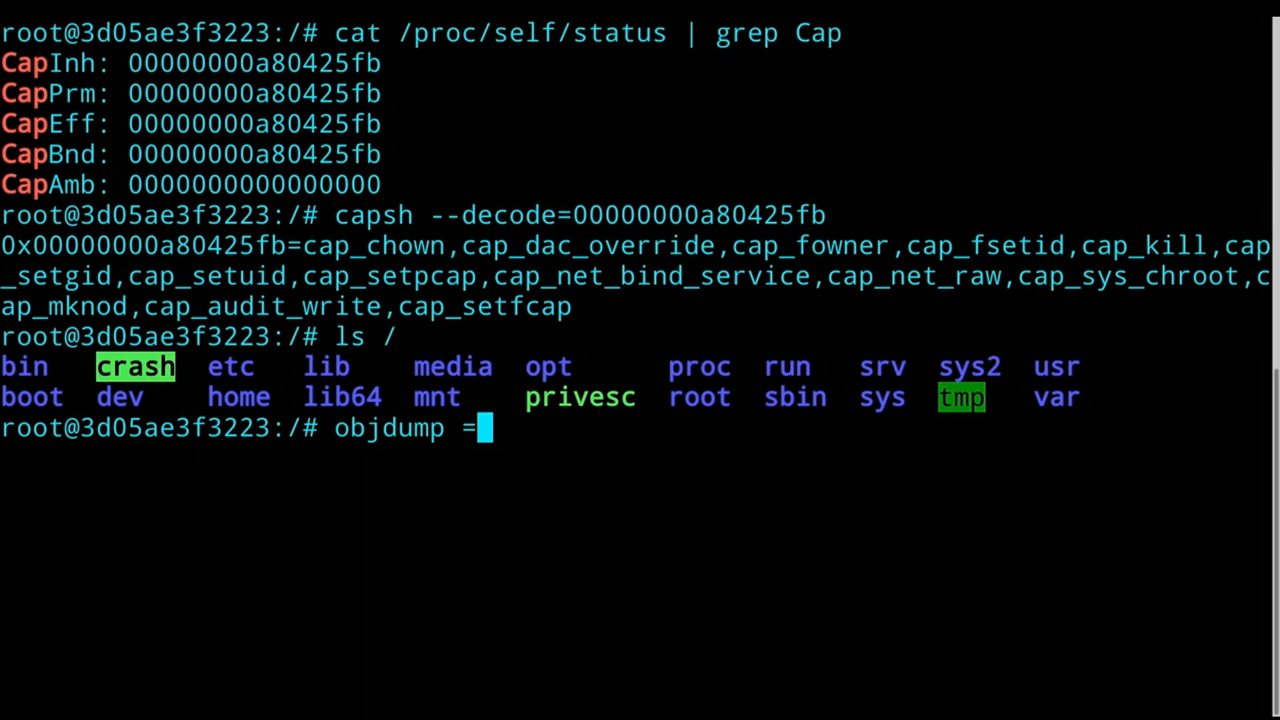 root@3d05ae3f3223:/# cat /proc/self/status | grep Cap
CapInh: 00000000a80425fb
CapPrm: 00000000a80425fb
CapEff: 00000000a80425fb
CapBnd: 00000000a80425fb
CapAmb: 0000000000000000
root@3d05ae3f3223:/# capsh --decode=00000000a80425fb
0x00000000a80425fb=cap_chown,cap_dac_override,cap_fowner,cap_fsetid,cap_kill,cap
_setgid,cap_setuid,cap_setpcap,cap_net_bind_service,cap_net_raw,cap_sys_chroot,c
ap_mknod,cap_audit_write,cap_setfcap
root@3d05ae3f3223:/# ls /
bin   crash  etc   lib    media  opt      proc  run   srv  sys2  usr
boot  dev    home  lib64  mnt    privesc  root  sbin  sys  tmp   var
root@3d05ae3f3223:/# objdump =